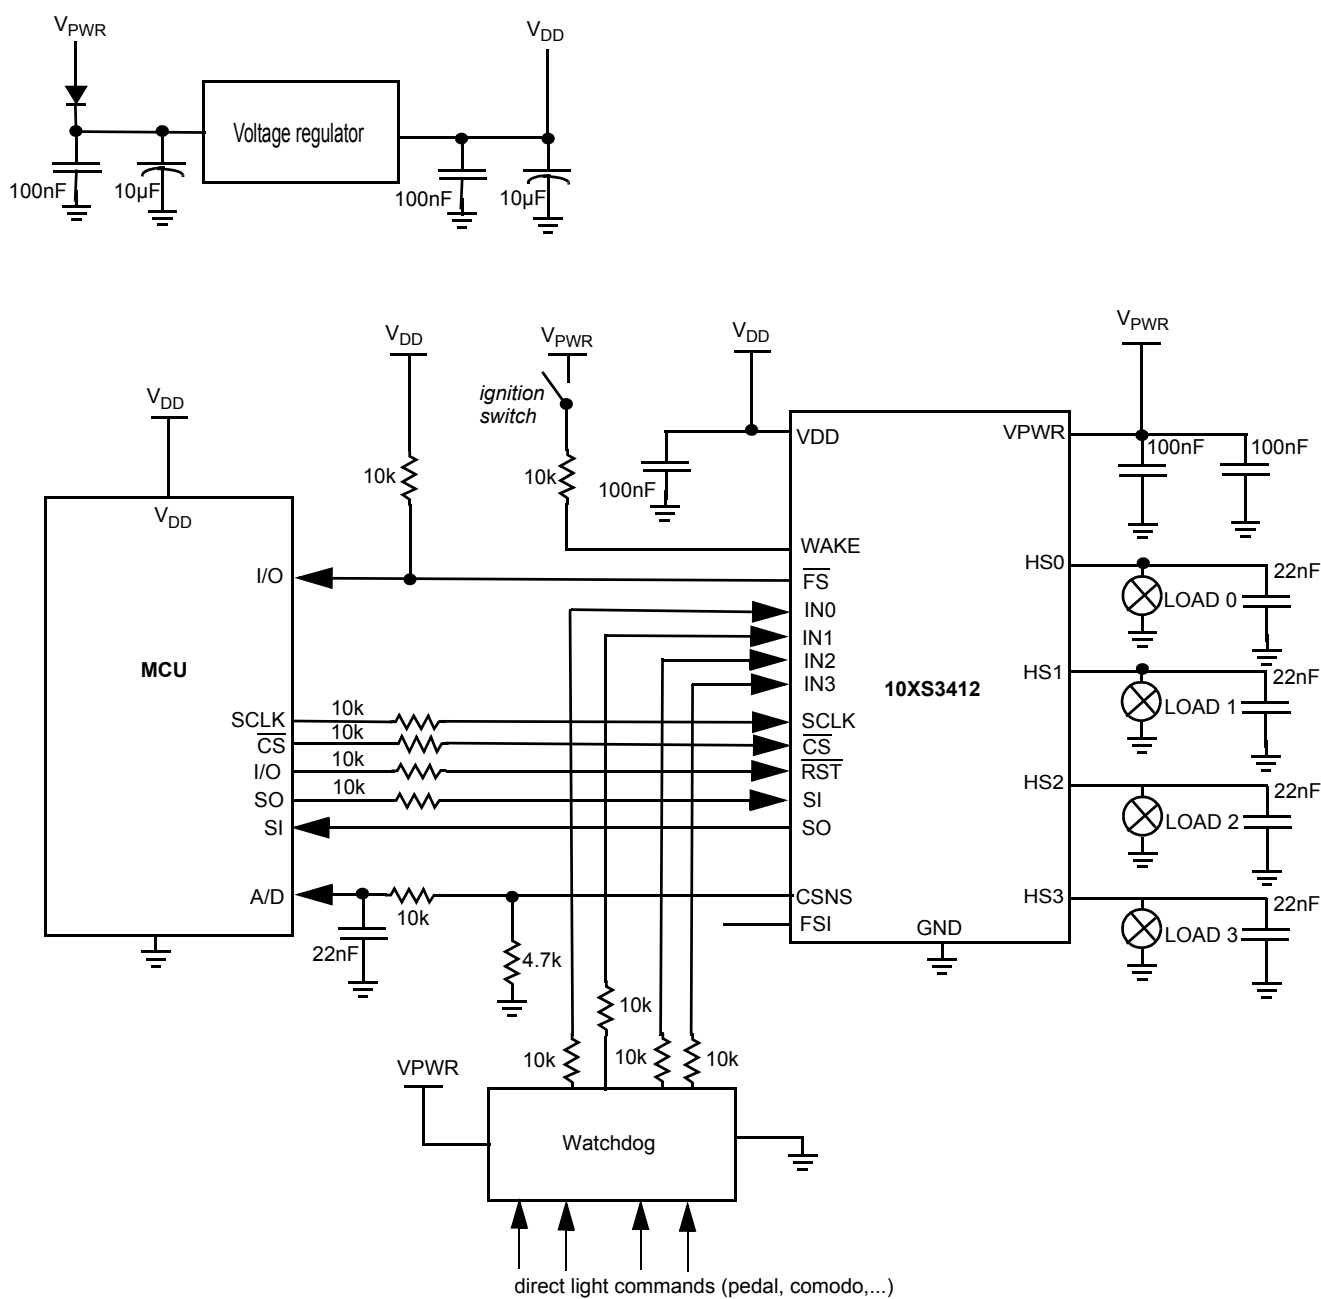 VPWR
VDD
Voltage regulator
100nF
10µF
100nF
10µF
VDD
VPWR
VDD
VPWR
ignition
switch
VDD
10k
10k
100nF
VDD
VPWR
100nF
100nF
VDD
I/O
WAKE
FS
IN0
IN1
IN2
IN3
HS0
22nF
LOAD 0
MCU
10XS3412
HS1
22nF
LOAD 1
SCLK
10k
SCLK
CS
10k
CS
I/O
10k
RST
SO
10k
SI
SI
SO
HS2
22nF
LOAD 2
A/D
10k
CSNS
FSI
GND
HS3
22nF
LOAD 3
22nF
4.7k
10k
10k
10k
10k
VPWR
Watchdog
direct light commands (pedal, comodo,...)